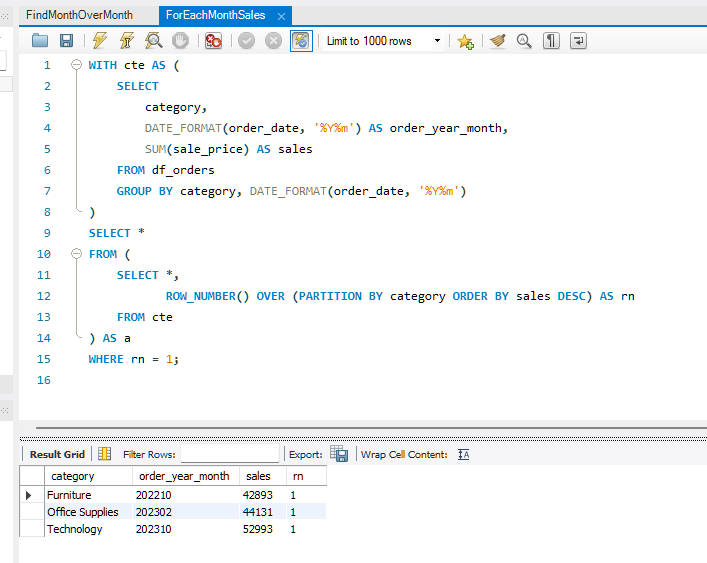 FindMonthOverMonth ForEachMonthSales
Limit to 1000 rows
1 WITH cte AS (
2 SELECT
3 category,
4 DATE_FORMAT(order_date, '%Y%m') AS order_year_month,
5 SUM(sale_price) AS sales
6 FROM df_orders
7 GROUP BY category, DATE_FORMAT(order_date, '%Y%m')
8 )
9 SELECT *
10 FROM (
11 SELECT *,
12 ROW_NUMBER() OVER (PARTITION BY category ORDER BY sales DESC) AS rn
13 FROM cte
14 ) AS a
15 WHERE rn = 1;
16
Result Grid Filter Rows: Export: Wrap Cell Content:
category order_year_month sales rn
Furniture 202210 42893 1
Office Supplies 202302 44131 1
Technology 202310 52993 1